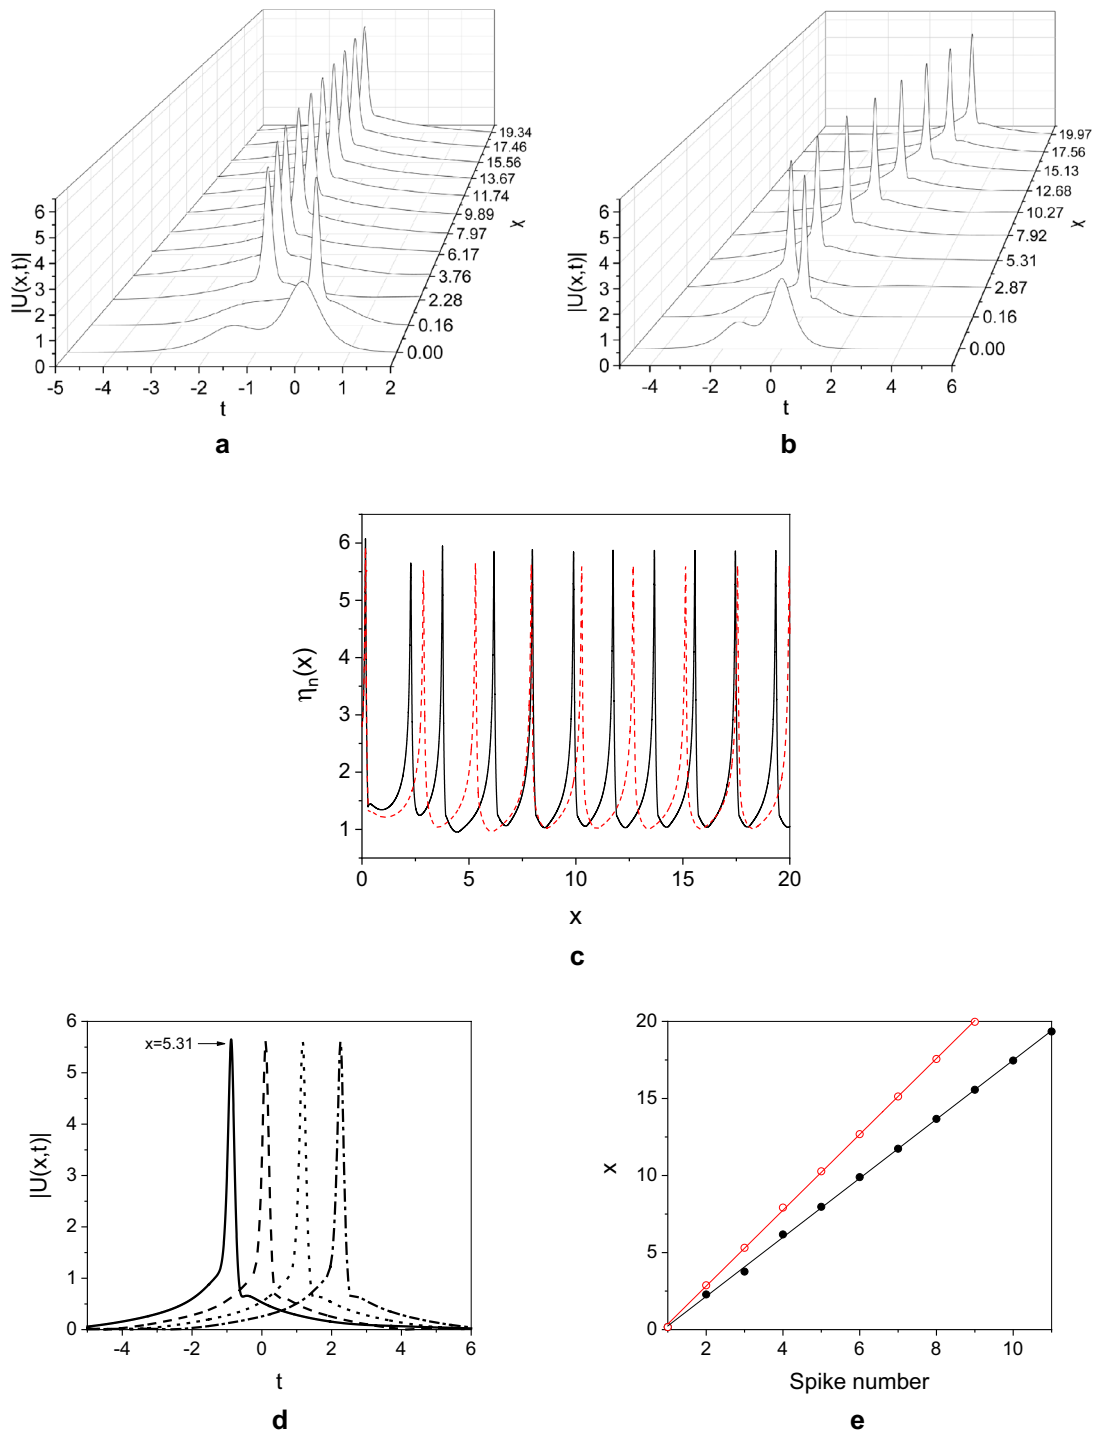 6
5
4
3
2
1
0
|U(x,t)|
-5 -4 -3 -2 -1 0 1 2
t
19.34
17.46
15.56
13.67
11.74
9.89
7.97
6.17
3.76
2.28
0.16
0.00
x
a
6
5
4
3
2
1
0
|U(x,t)|
-4 -2 0 2 4 6
t
19.97
17.56
15.13
12.68
10.27
7.92
5.31
2.87
0.16
0.00
x
b
6
5
4
3
2
1
ηn(x)
0 5 10 15 20
x
c
6
5
4
3
2
1
0
|U(x,t)|
x=5.31
-4 -2 0 2 4 6
t
d
20
15
10
5
0
x
2 4 6 8 10
Spike number
e